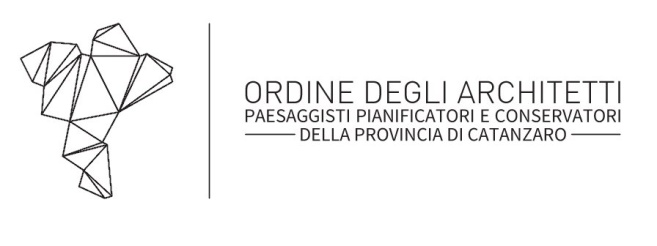 ORDINE DEGLI ARCHITETTI
PAESAGGISTI PIANIFICATORI E CONSERVATORI
DELLA PROVINCIA DI CATANZARO